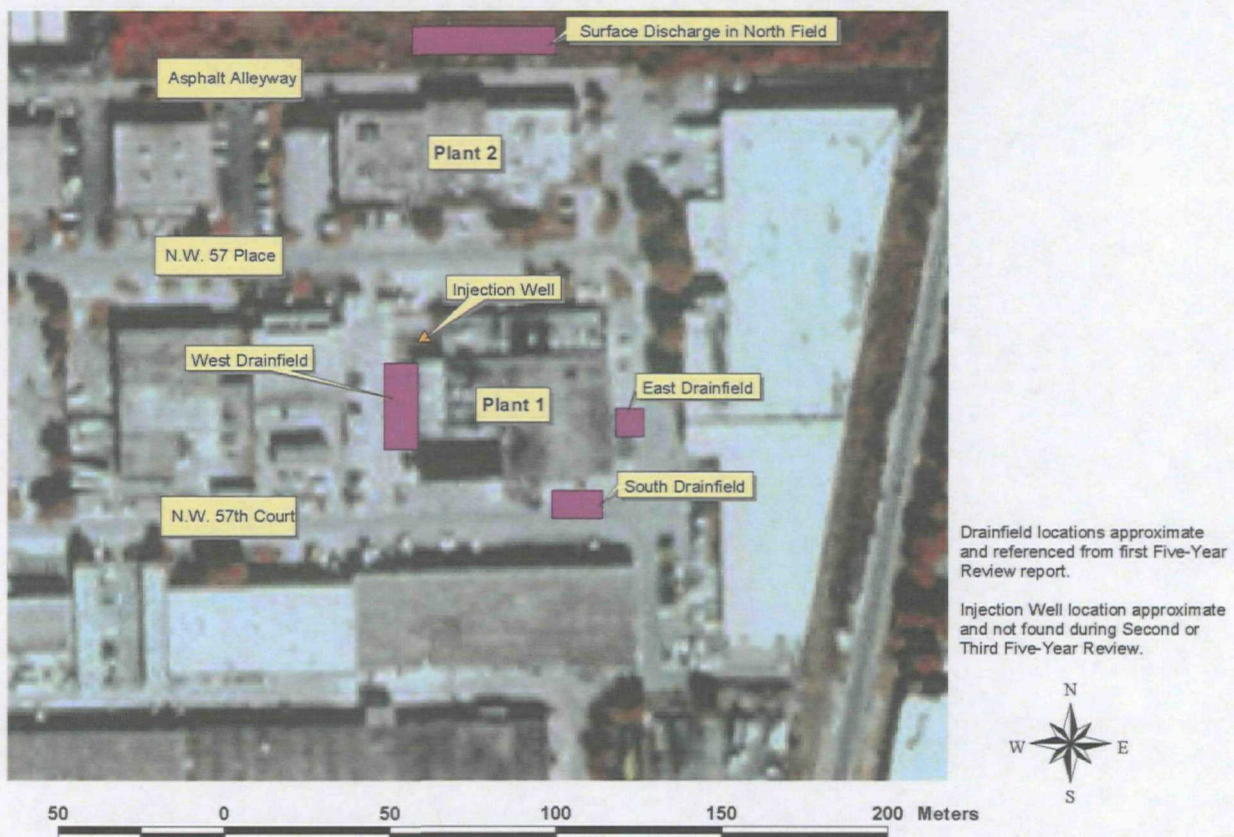 Surface Discharge in North Field
Asphalt Alleyway
Plant 2
N.W. 57 Place
Injection Well
West Drainfield
East Drainfield
Plant 1
South Drainfield
N.W. 57th Court
Drainfield locations approximate
and referenced from first Five-Year
Review report.
Injection Well location approximate
and not found during Second or
Third Five-Year Review.
N
W E
S
50 0 50 100 150 200 Meters